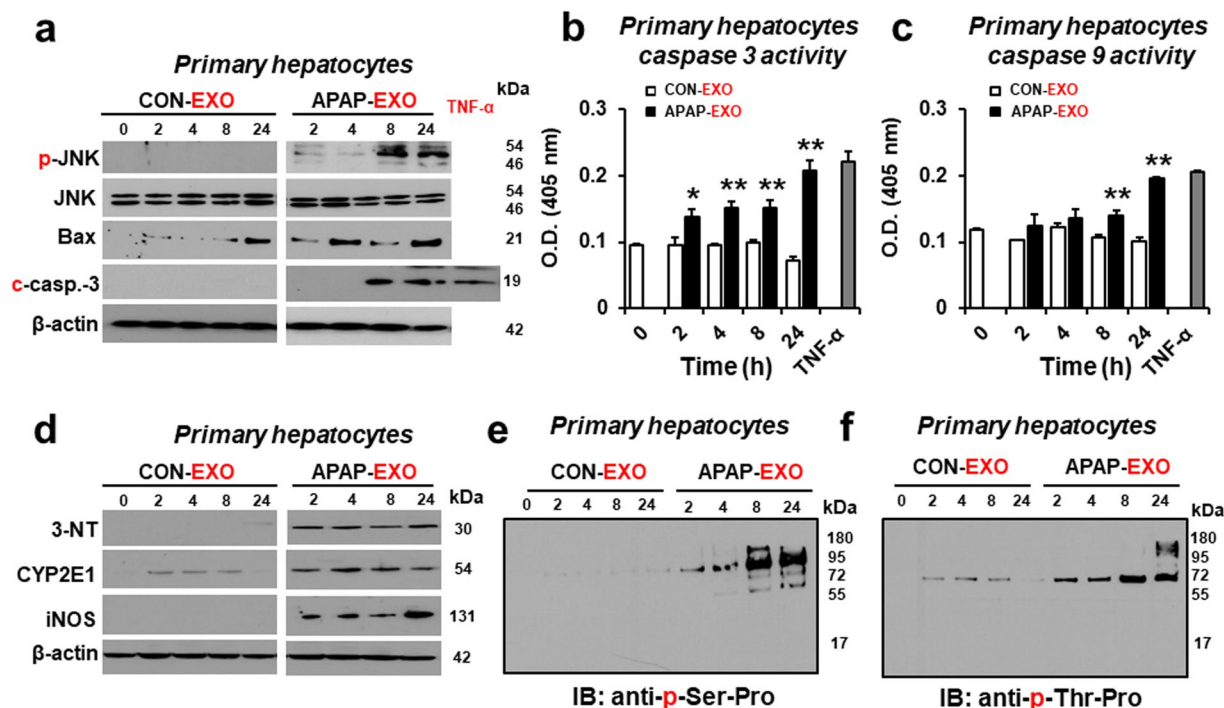 a
Primary hepatocytes
CON-EXO APAP-EXO TNF-α kDa
0 2 4 8 24 2 4 8 24
p-JNK 54
46
JNK 54
46
Bax 21
c-casp.-3 19
β-actin 42
b Primary hepatocytes
caspase 3 activity
CON-EXO
APAP-EXO
O.D. (405 nm)
0.3
0.2
0.1
0
* ** ** **
0 2 4 8 24 TNF-α
Time (h)
c Primary hepatocytes
caspase 9 activity
CON-EXO
APAP-EXO
O.D. (405 nm)
0.3
0.2
0.1
0
** **
0 2 4 8 24 TNF-α
Time (h)
d Primary hepatocytes
CON-EXO APAP-EXO
0 2 4 8 24 2 4 8 24 kDa
3-NT 30
CYP2E1 54
iNOS 131
β-actin 42
e Primary hepatocytes
CON-EXO APAP-EXO
0 2 4 8 24 2 4 8 24
kDa
180
95
72
55
17
IB: anti-p-Ser-Pro
f Primary hepatocytes
CON-EXO APAP-EXO
0 2 4 8 24 2 4 8 24
kDa
180
95
72
55
17
IB: anti-p-Thr-Pro